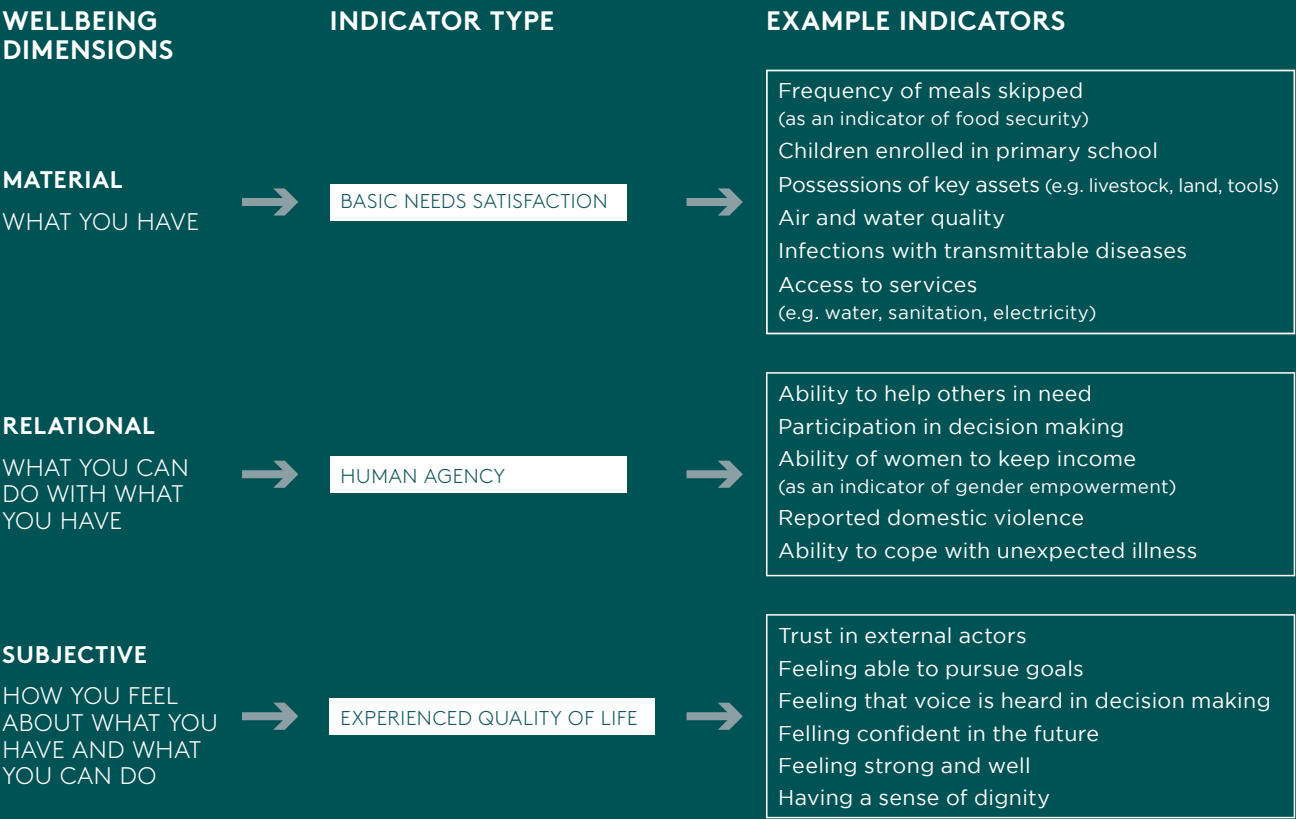 WELLBEING
DIMENSIONS
INDICATOR TYPE
EXAMPLE INDICATORS
MATERIAL
WHAT YOU HAVE
BASIC NEEDS SATISFACTION
Frequency of meals skipped
(as an indicator of food security)
Children enrolled in primary school
Possessions of key assets (e.g. livestock, land, tools)
Air and water quality
Infections with transmittable diseases
Access to services
(e.g. water, sanitation, electricity)
RELATIONAL
WHAT YOU CAN
DO WITH WHAT
YOU HAVE
HUMAN AGENCY
Ability to help others in need
Participation in decision making
Ability of women to keep income
(as an indicator of gender empowerment)
Reported domestic violence
Ability to cope with unexpected illness
SUBJECTIVE
HOW YOU FEEL
ABOUT WHAT YOU
HAVE AND WHAT
YOU CAN DO
EXPERIENCED QUALITY OF LIFE
Trust in external actors
Feeling able to pursue goals
Feeling that voice is heard in decision making
Felling confident in the future
Feeling strong and well
Having a sense of dignity